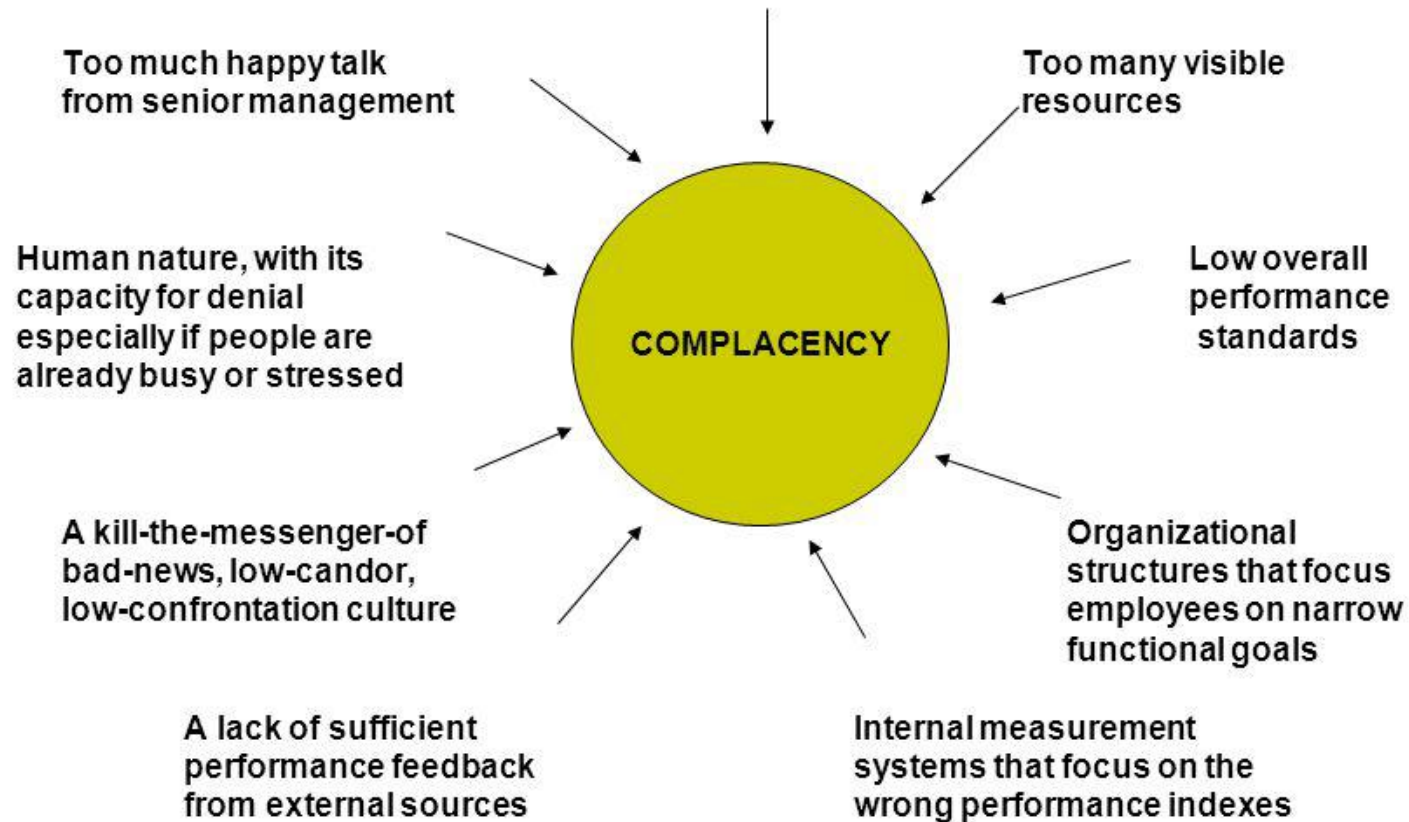 Too much happy talk
from senior management
Too many visible
resources
Human nature, with its
capacity for denial
especially if people are
already busy or stressed
COMPLACENCY
Low overall
performance
standards
A kill-the-messenger-of
bad-news, low-candor,
low-confrontation culture
Organizational
structures that focus
employees on narrow
functional goals
A lack of sufficient
performance feedback
from external sources
Internal measurement
systems that focus on the
wrong performance indexes